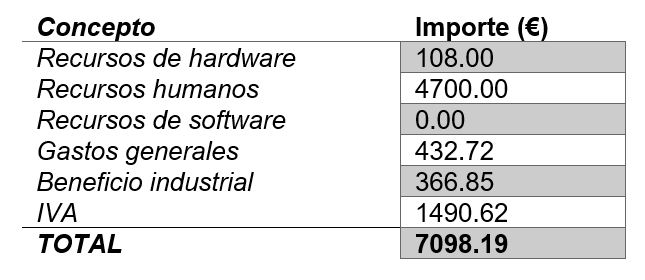 Concepto Importe (€)
Recursos de hardware 108.00
Recursos humanos 4700.00
Recursos de software 0.00
Gastos generales 432.72
Beneficio industrial 366.85
IVA 1490.62
TOTAL 7098.19